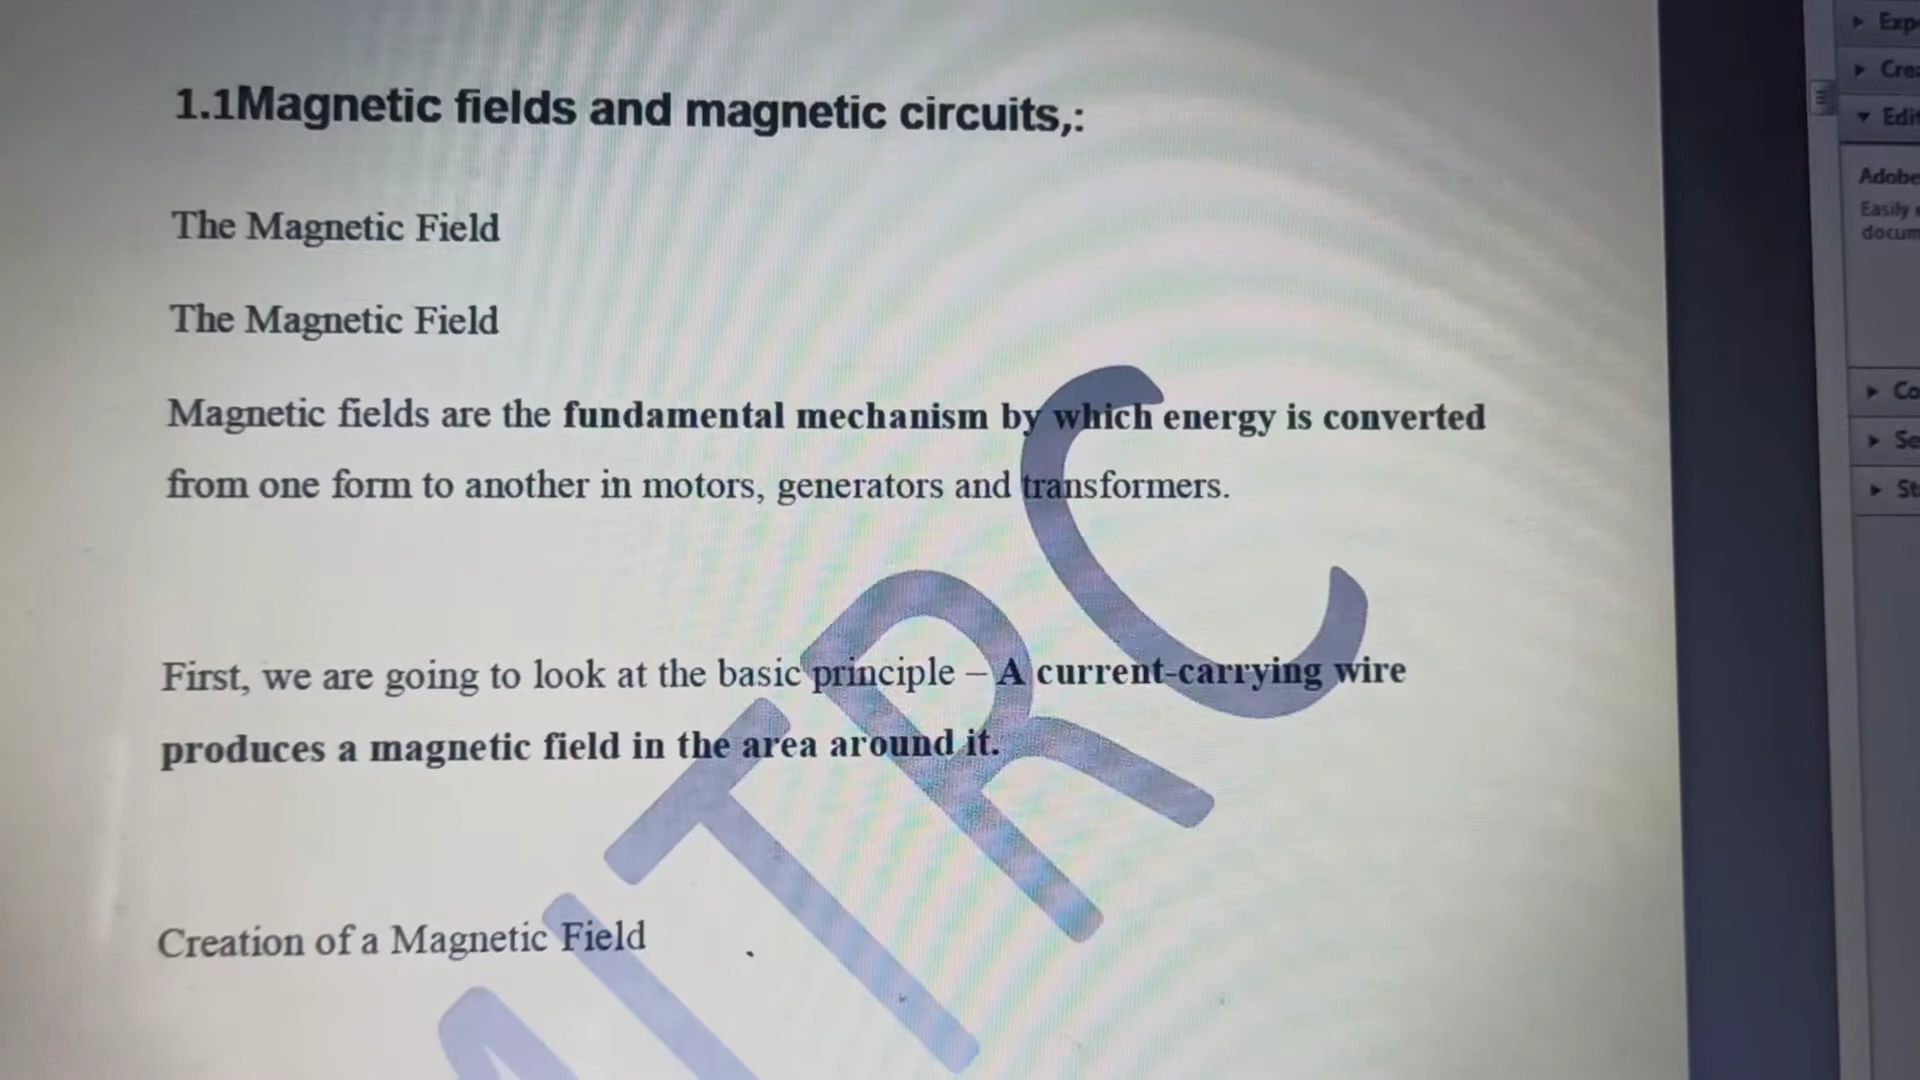 1.1Magnetic fields and magnetic circuits,:
The Magnetic Field
The Magnetic Field
Magnetic fields are the fundamental mechanism by which energy is converted
from one form to another in motors, generators and transformers.
First, we are going to look at the basic principle – A current-carrying wire
produces a magnetic field in the area around it.
Creation of a Magnetic Field
ITRC
Adobe
Easily